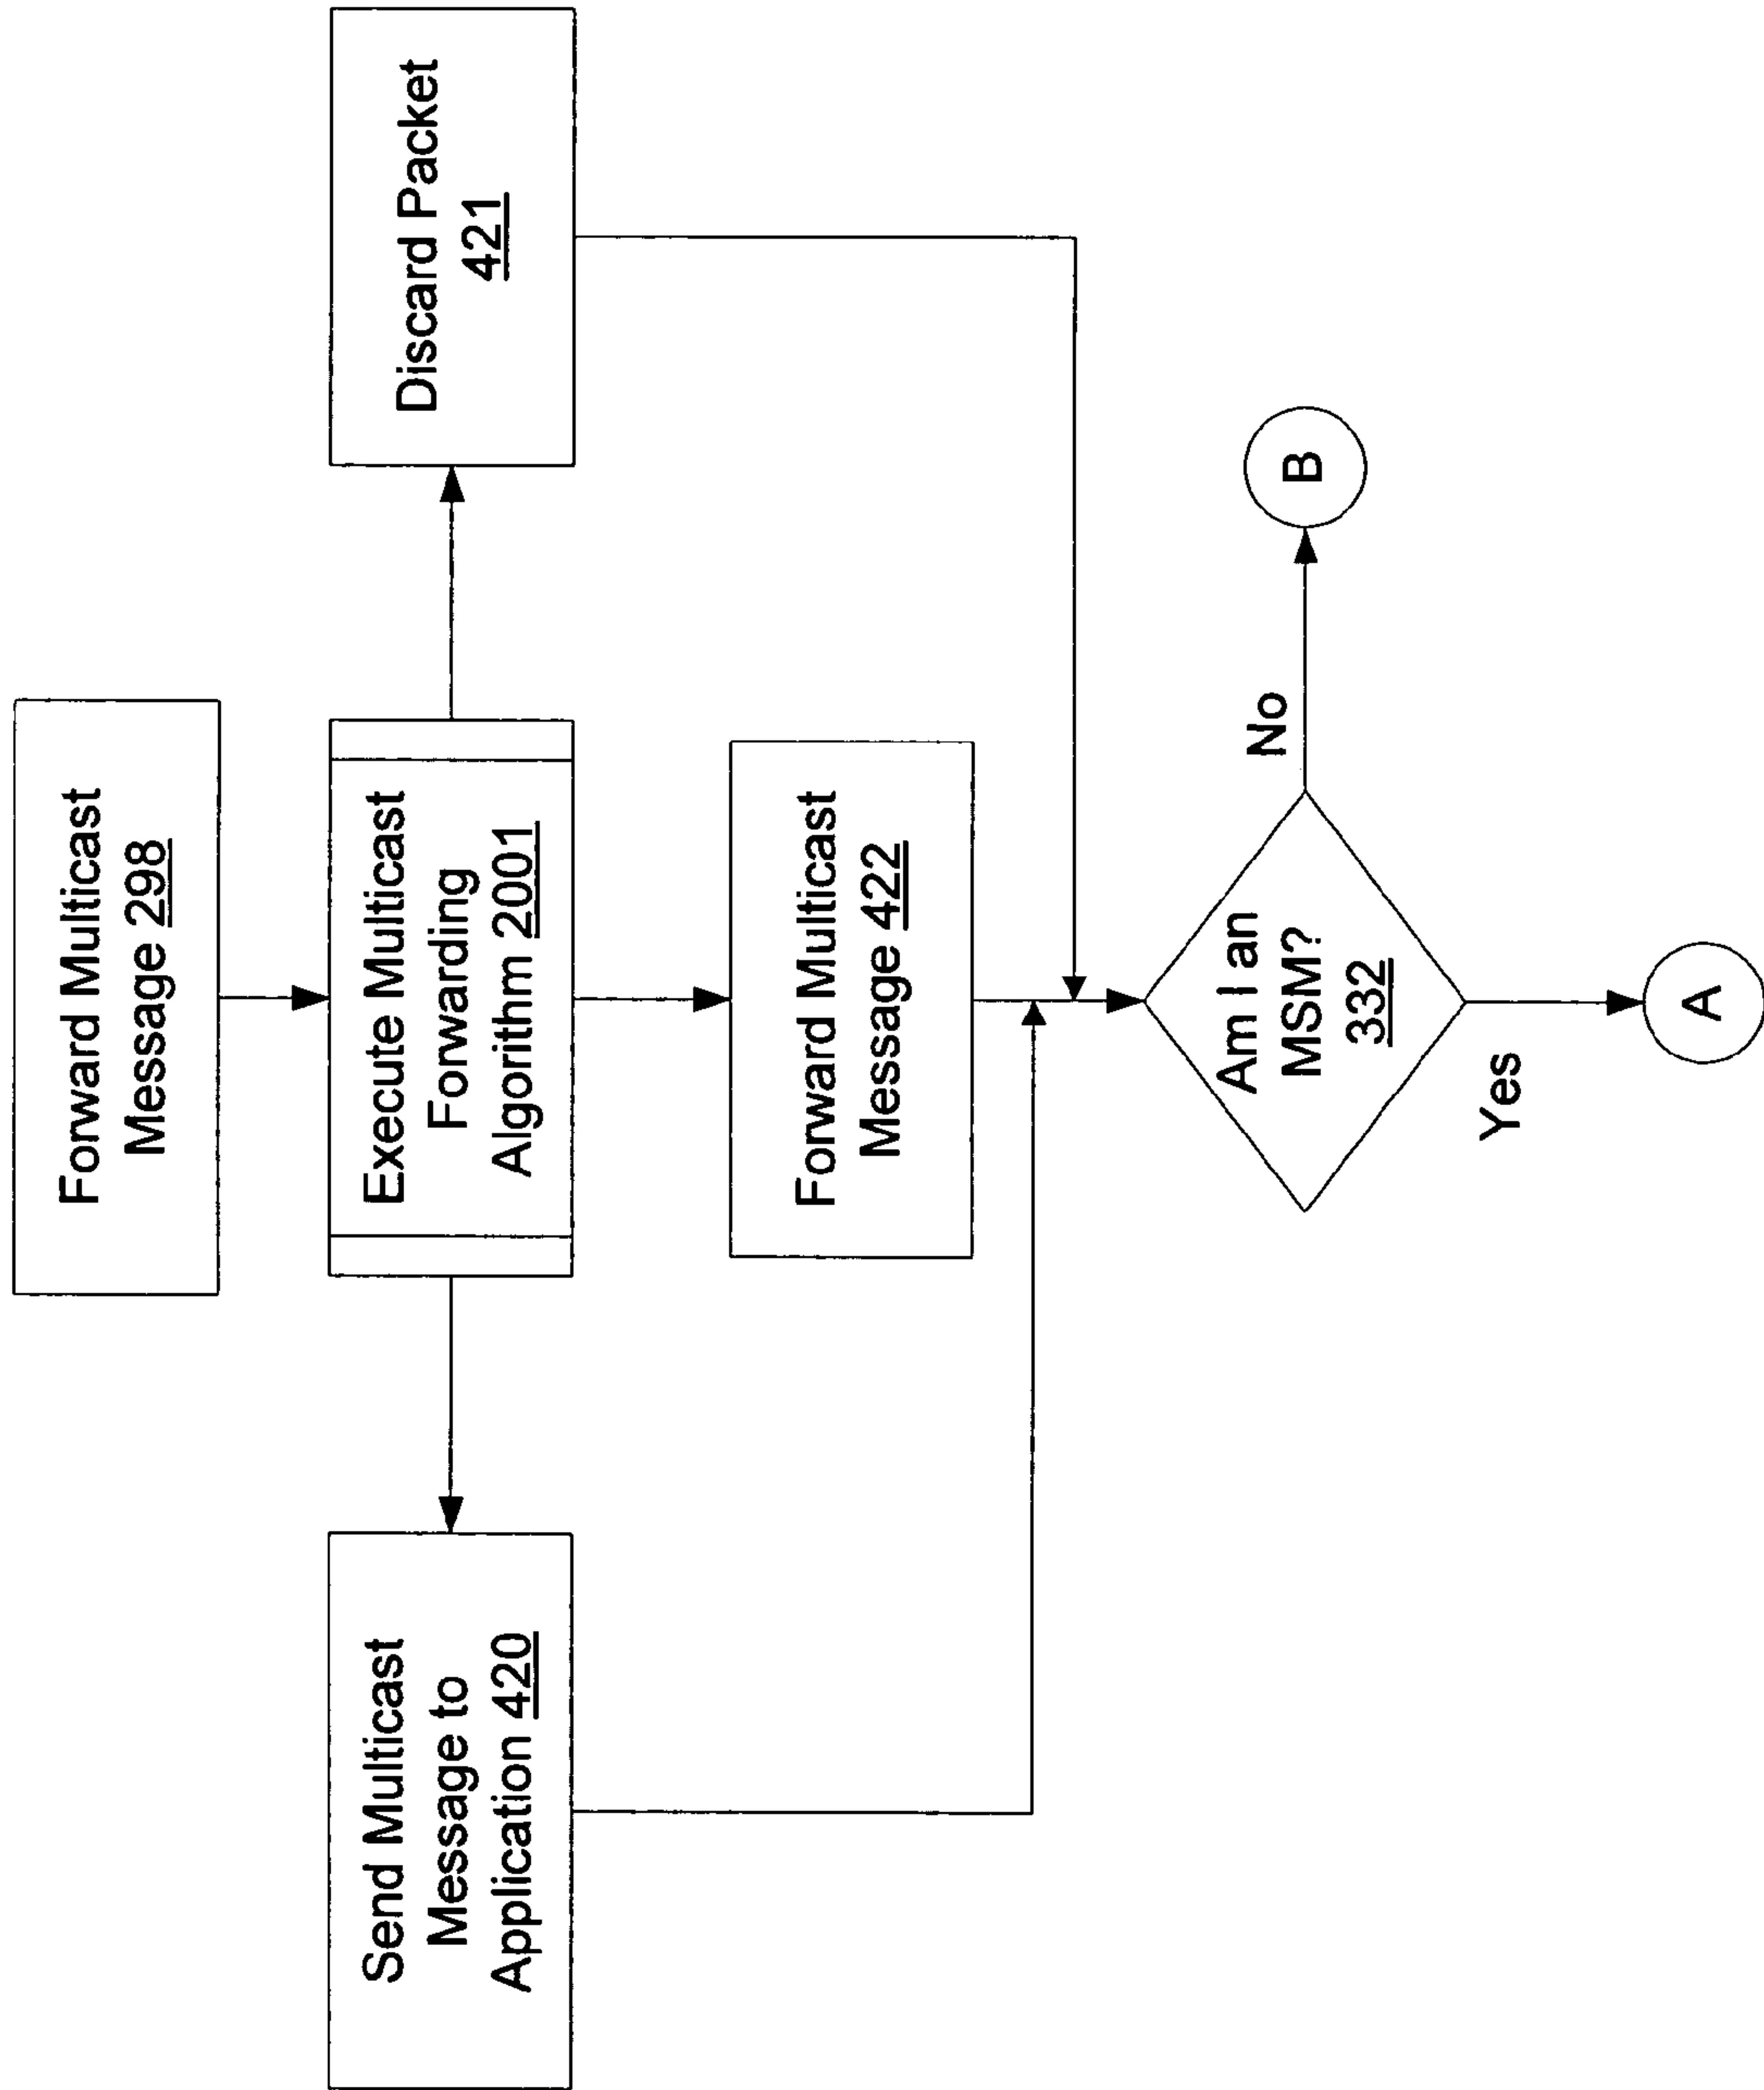 Forward Multicast
Message 298
Execute Multicast
Forwarding
Algorithm 2001
Send Multicast
Message to
Application 420
Discard Packet
421
Forward Multicast
Message 422
Am I an
MSM?
332
No
B
Yes
A